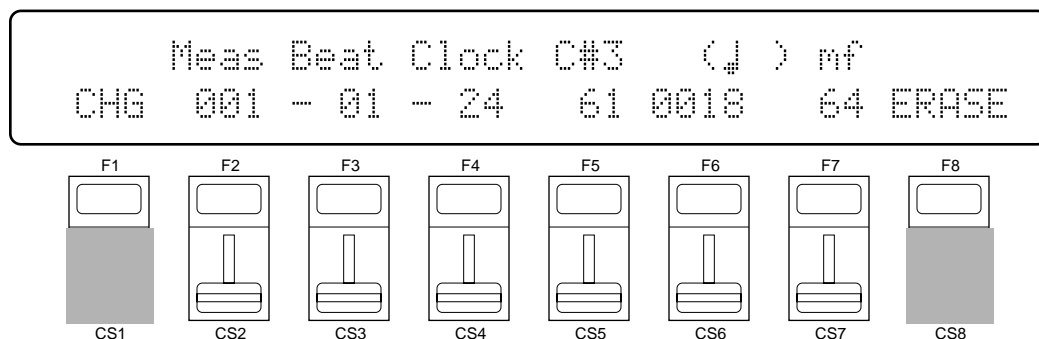 Meas Beat Clock C#3 (♩ ) mf
CHG 001 - 01 - 24 61 0018 64 ERASE
F1 F2 F3 F4 F5 F6 F7 F8
CS1 CS2 CS3 CS4 CS5 CS6 CS7 CS8